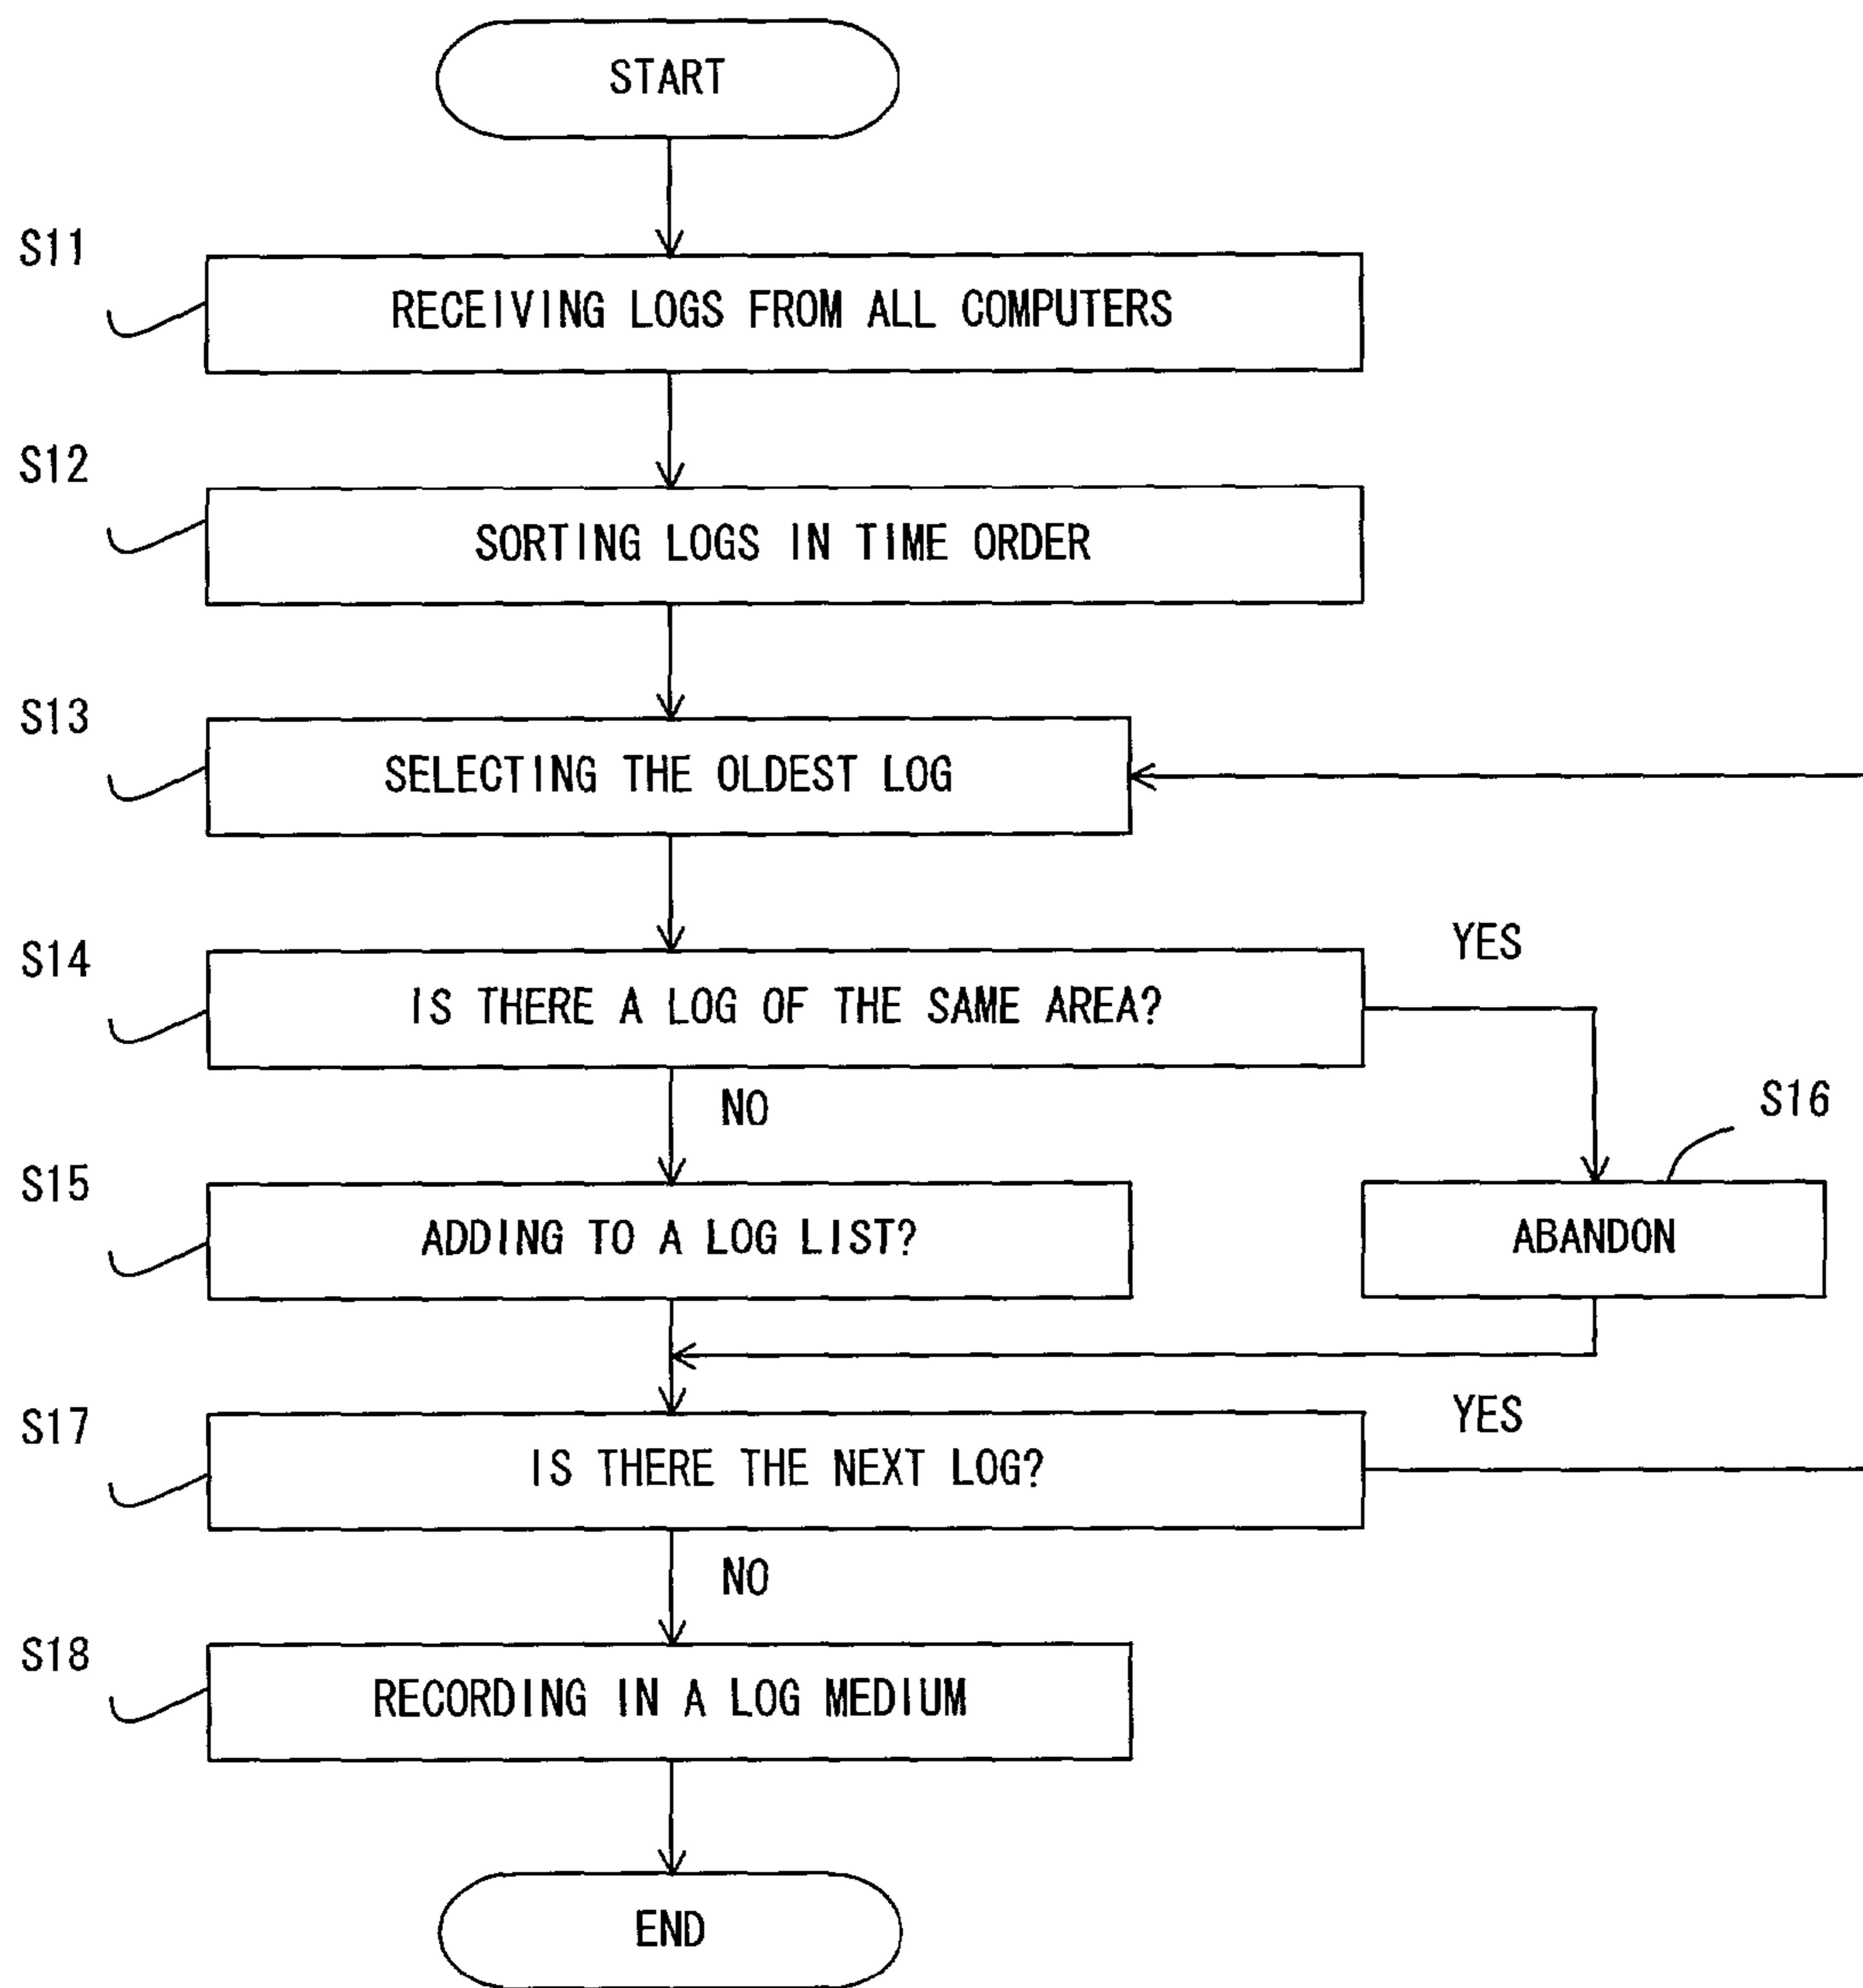 START
S11
RECEIVING LOGS FROM ALL COMPUTERS
S12
SORTING LOGS IN TIME ORDER
S13
SELECTING THE OLDEST LOG
S14
IS THERE A LOG OF THE SAME AREA?
YES
NO
S15
ADDING TO A LOG LIST?
S16
ABANDON
S17
IS THERE THE NEXT LOG?
YES
NO
S18
RECORDING IN A LOG MEDIUM
END